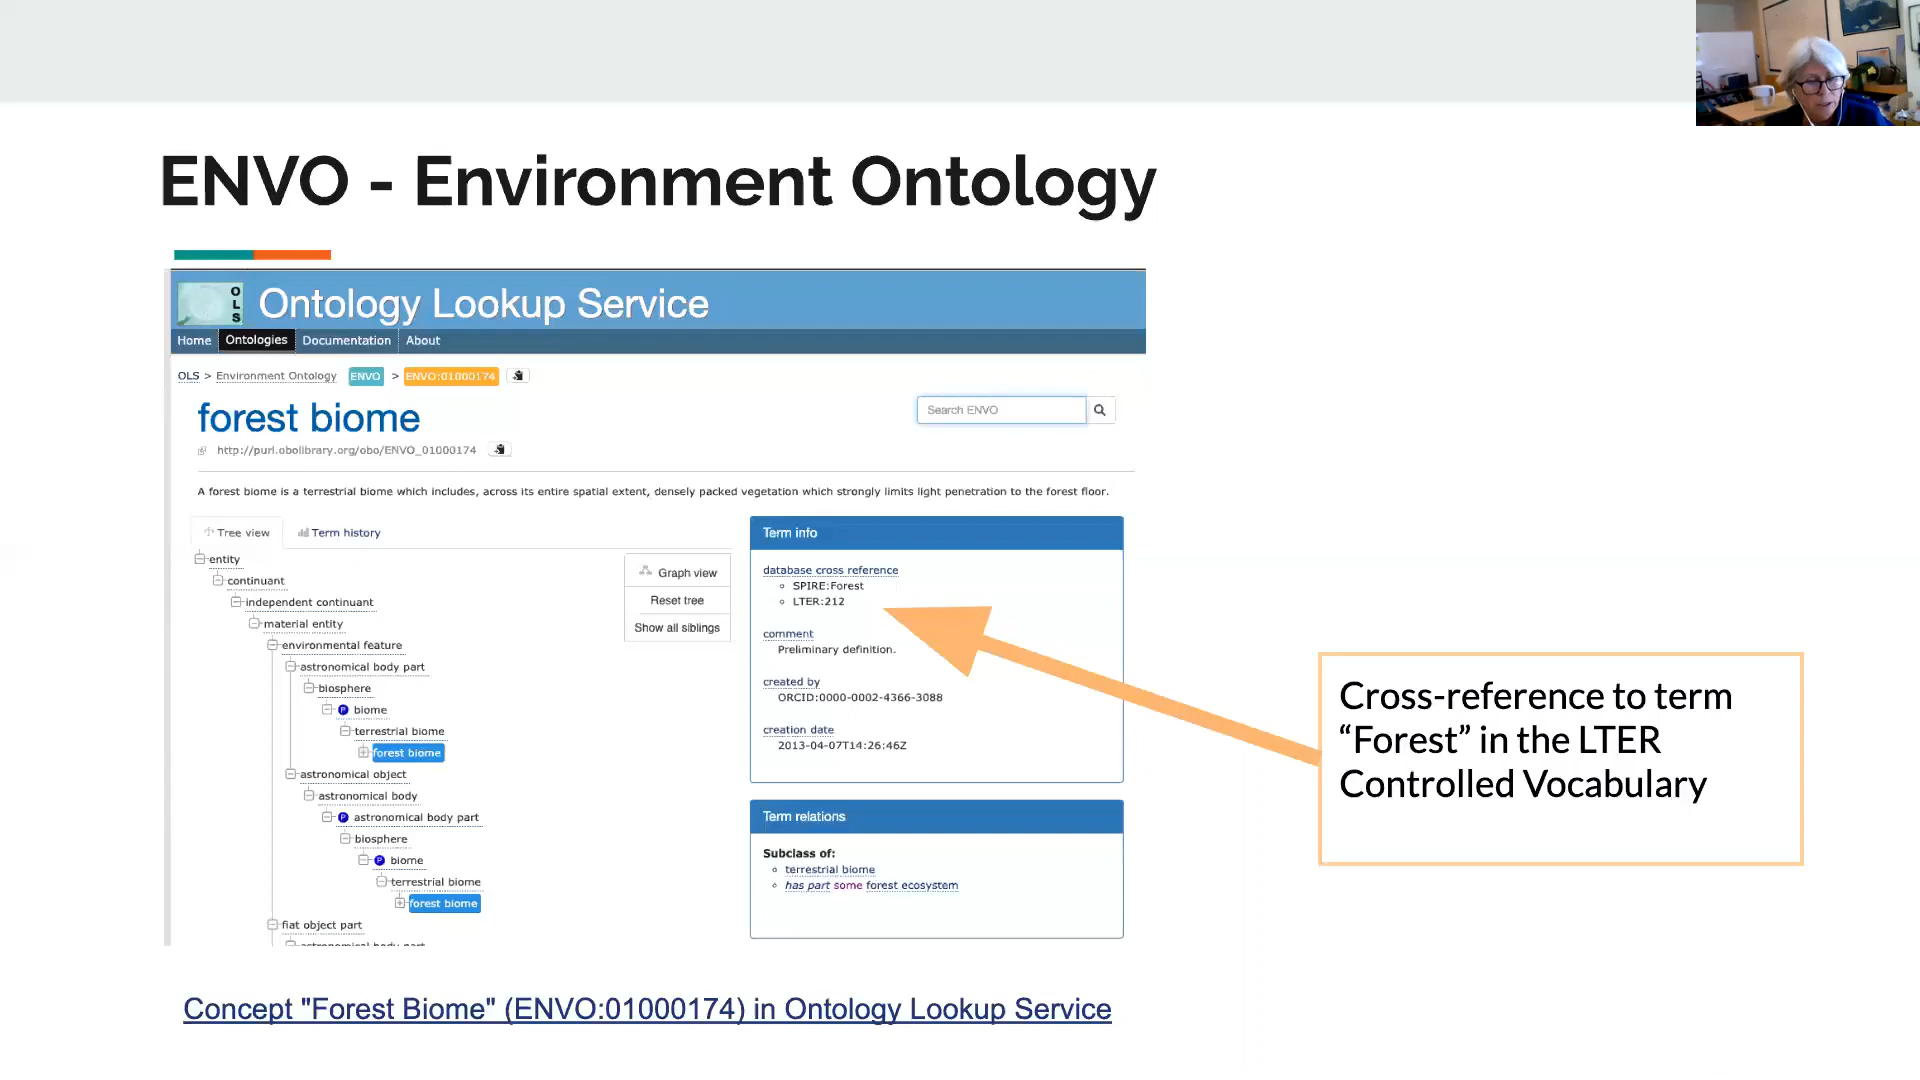 ENVO - Environment Ontology
OLS
Ontology Lookup Service
Home Ontologies Documentation About
OLS > Environment Ontology ENVO > ENVO:01000174
forest biome
Search ENVO
http://purl.obolibrary.org/obo/ENVO_01000174
A forest biome is a terrestrial biome which includes, across its entire spatial extent, densely packed vegetation which strongly limits light penetration to the forest floor.
Tree view Term history
entity
continuant
independent continuant
material entity
environmental feature
astronomical body part
biosphere
P biome
terrestrial biome
forest biome
astronomical object
astronomical body
P astronomical body part
biosphere
P biome
terrestrial biome
forest biome
fiat object part
astronomical body part
Graph view
Reset tree
Show all siblings
Term info
database cross reference
SPIRE:Forest
LTER:212
comment
Preliminary definition.
created by
ORCID:0000-0002-4366-3088
creation date
2013-04-07T14:26:46Z
Term relations
Subclass of:
terrestrial biome
has part some forest ecosystem
Cross-reference to term
“Forest” in the LTER
Controlled Vocabulary
Concept "Forest Biome" (ENVO:01000174) in Ontology Lookup Service